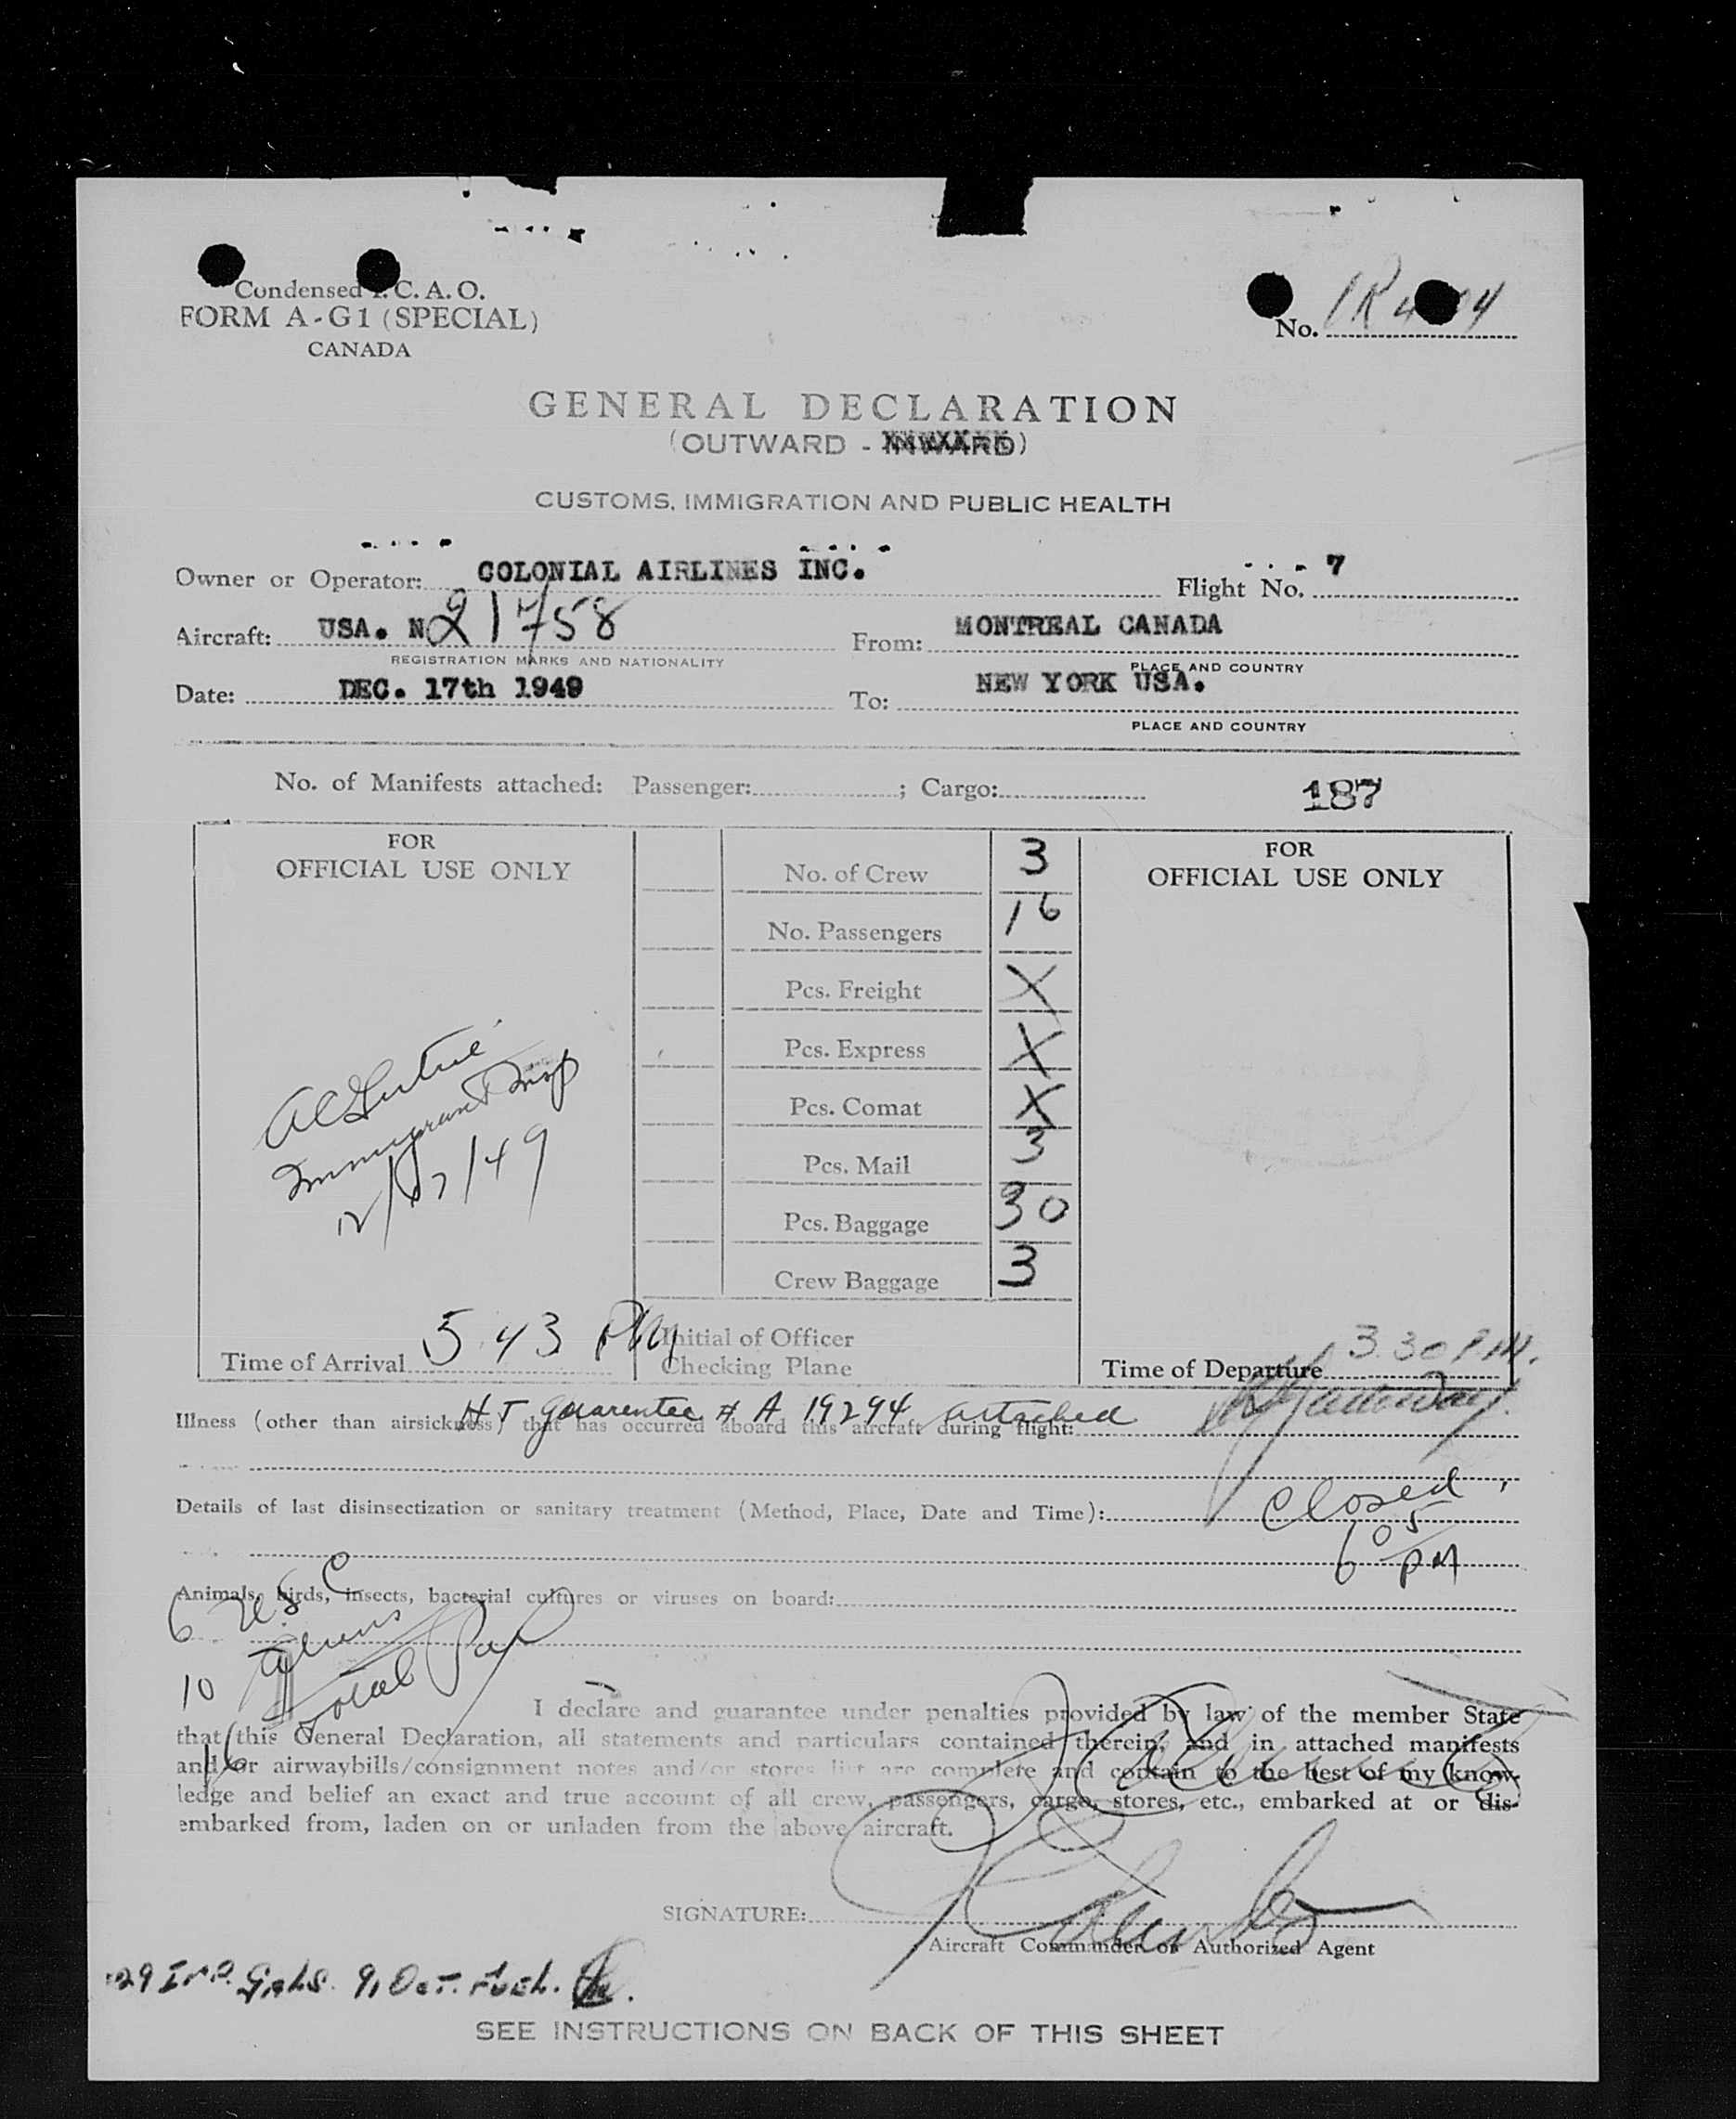 Condensed I. C. A. O.
FORM A-G1 (SPECIAL)
CANADA
No.
GENERAL DECLARATION
(OUTWARD - INWARD)
CUSTOMS, IMMIGRATION AND PUBLIC HEALTH
Owner or Operator: COLONIAL AIRLINES INC. Flight No. 7
Aircraft: USA. N21758 From: MONTREAL CANADA
REGISTRATION MARKS AND NATIONALITY PLACE AND COUNTRY
Date: DEC. 17th 1949 To: NEW YORK USA.
PLACE AND COUNTRY
No. of Manifests attached: Passenger: ; Cargo: 187
FOR
OFFICIAL USE ONLY
No. of Crew 3
No. Passengers 16
Pcs. Freight X
Pcs. Express X
Pcs. Comat X
Pcs. Mail 3
Pcs. Baggage 30
Crew Baggage 3
FOR
OFFICIAL USE ONLY
Immigrant Insp
12/17/49
Time of Arrival 5.43 PM
Initial of Officer
Checking Plane
Time of Departure 3.30 P.M.
HT Guarentee # A 19294 attached
Illness (other than airsickness) that has occurred aboard this aircraft during flight:
Details of last disinsectization or sanitary treatment (Method, Place, Date and Time):
Closed
6 05 PM
Animals, birds, insects, bacterial cultures or viruses on board:
6 U.S.C
10 Aliens
16 Total Pax
I declare and guarantee under penalties provided by law of the member State
that this General Declaration, all statements and particulars contained therein, and in attached manifests
and/or airwaybills/consignment notes and/or stores list are complete and contain to the best of my know-
ledge and belief an exact and true account of all crew, passengers, cargo, stores, etc., embarked at or dis-
embarked from, laden on or unladen from the above aircraft.
SIGNATURE:
Aircraft Commander or Authorized Agent
29 Imp. Gals. 91 Oct. Fuel.
SEE INSTRUCTIONS ON BACK OF THIS SHEET